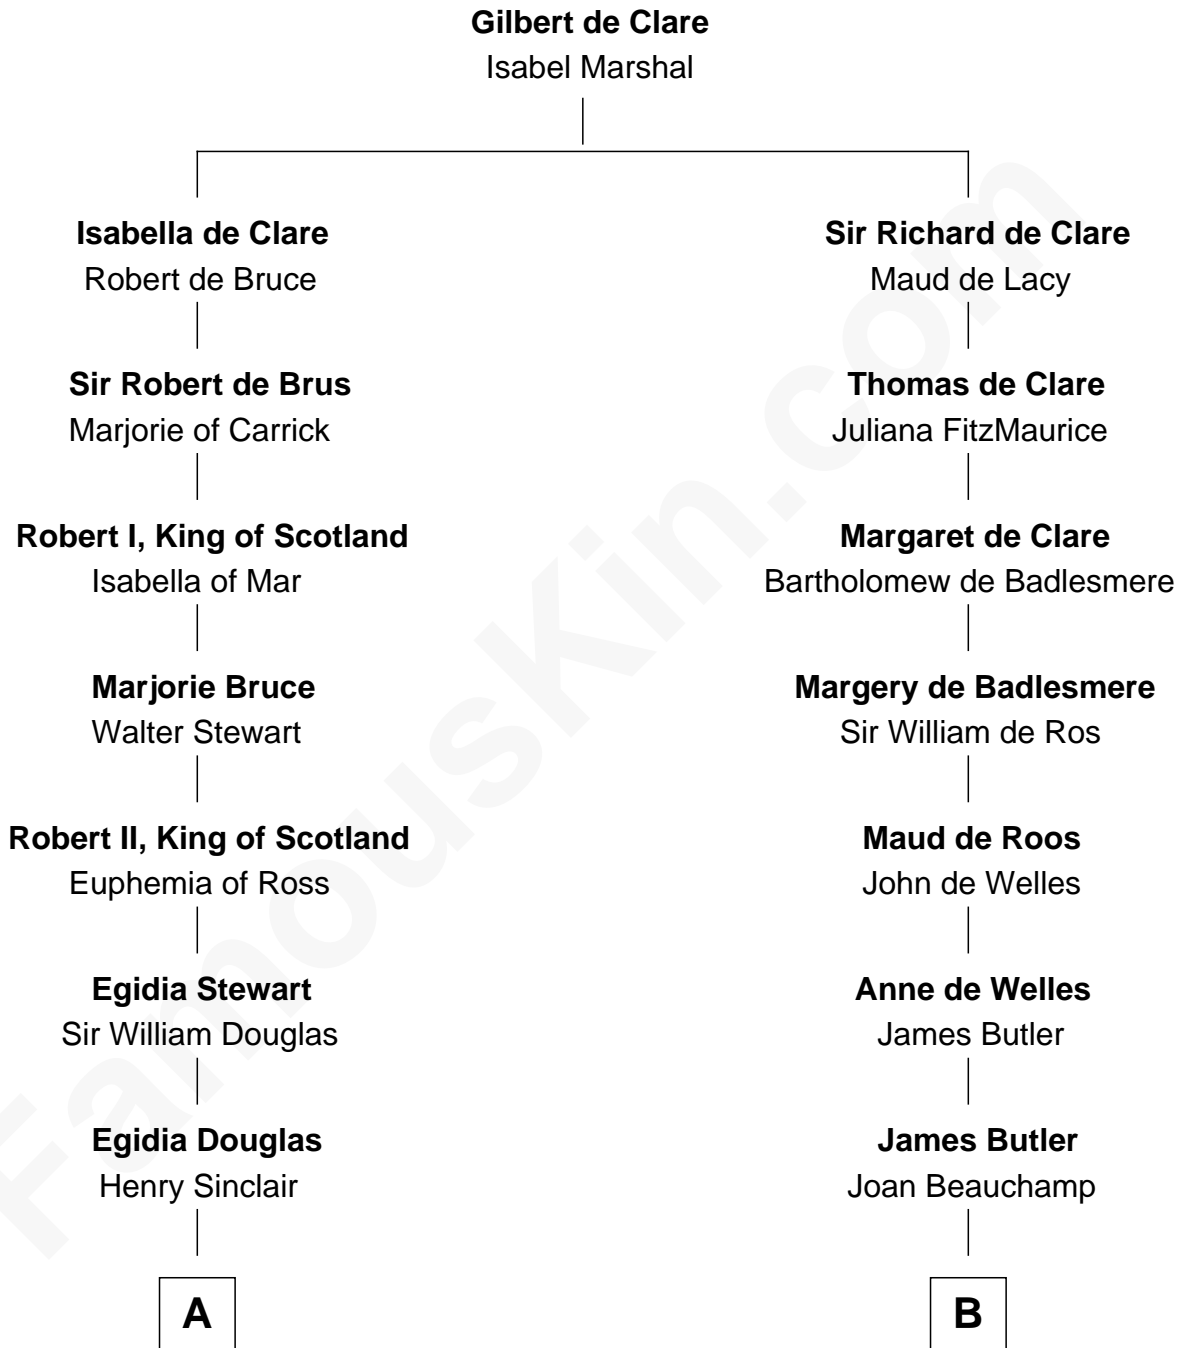 Gilbert de Clare
Isabel Marshal
Isabella de Clare
Robert de Bruce
Sir Richard de Clare
Maud de Lacy
Sir Robert de Brus
Marjorie of Carrick
Thomas de Clare
Juliana FitzMaurice
Robert I, King of Scotland
Isabella of Mar
Margaret de Clare
Bartholomew de Badlesmere
Marjorie Bruce
Walter Stewart
Margery de Badlesmere
Sir William de Ros
Robert II, King of Scotland
Euphemia of Ross
Maud de Roos
John de Welles
Egidia Stewart
Sir William Douglas
Anne de Welles
James Butler
Egidia Douglas
Henry Sinclair
James Butler
Joan Beauchamp
A
B
FamousKin.com